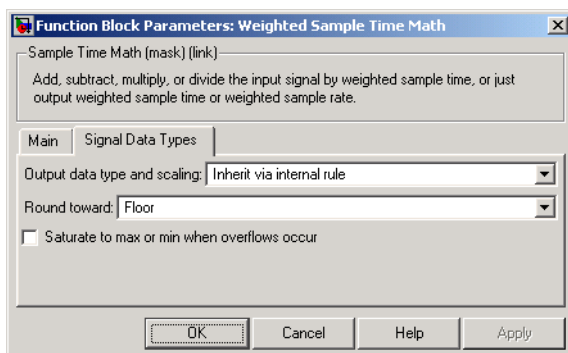 Function Block Parameters: Weighted Sample Time Math
Sample Time Math (mask) (link)
Add, subtract, multiply, or divide the input signal by weighted sample time, or just
output weighted sample time or weighted sample rate.
Main Signal Data Types
Output data type and scaling: Inherit via internal rule
Round toward: Floor
Saturate to max or min when overflows occur
OK Cancel Help Apply